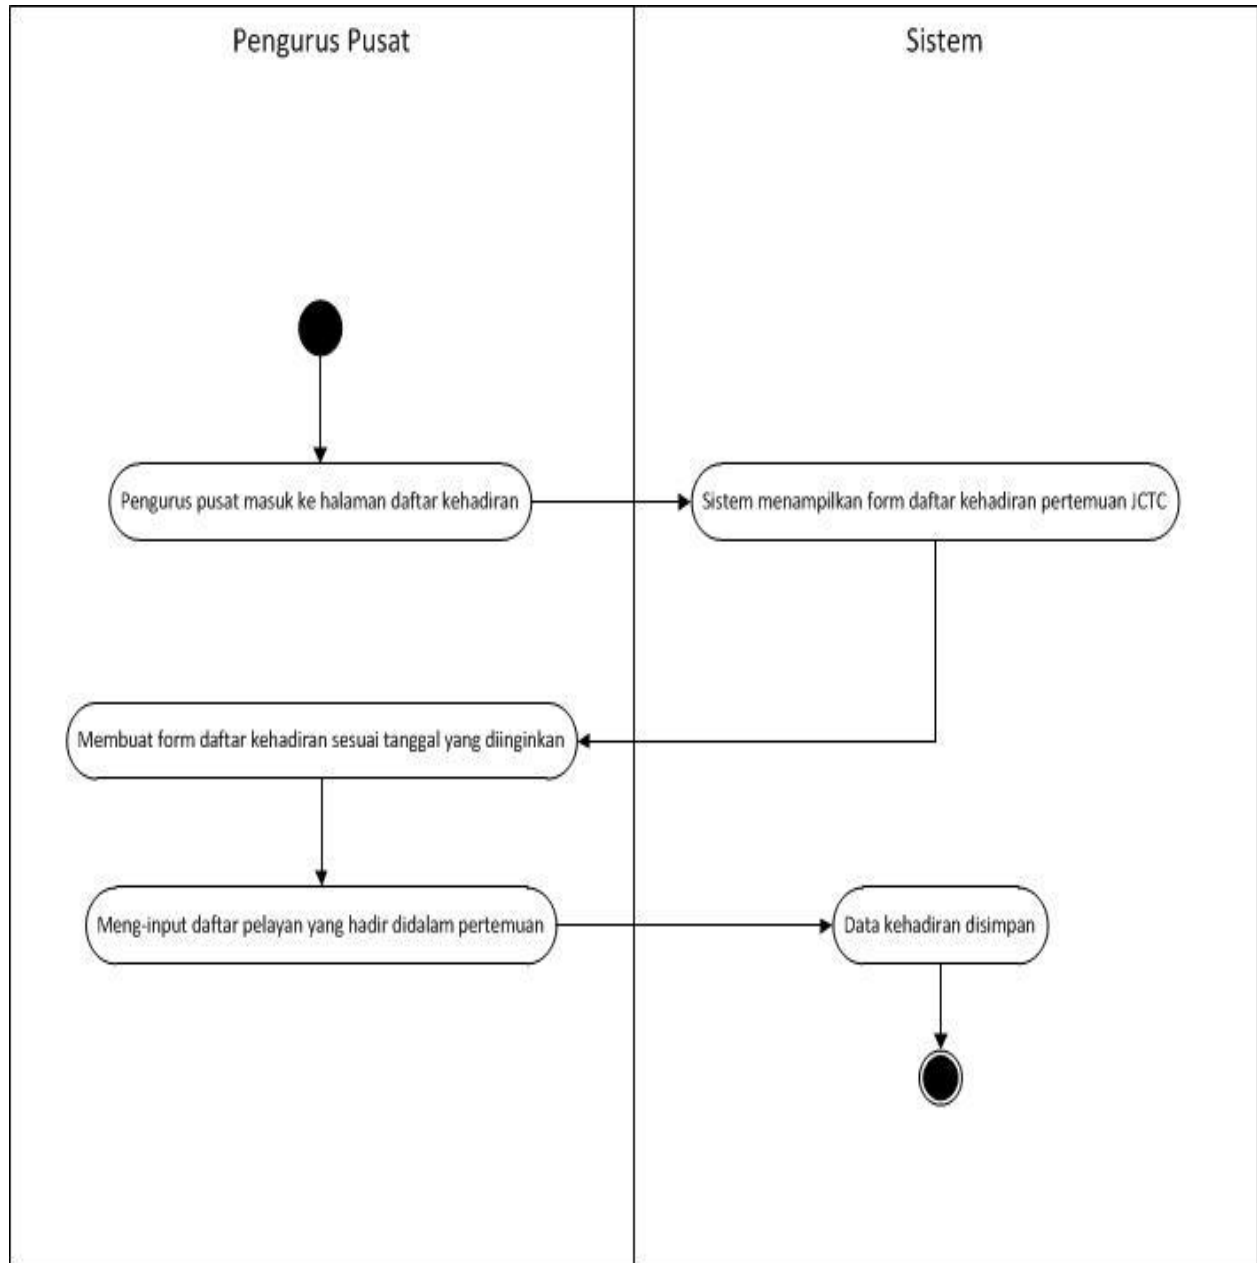 Pengurus Pusat
Sistem
Pengurus pusat masuk ke halaman daftar kehadiran
Sistem menampilkan form daftar kehadiran pertemuan JCTC
Membuat form daftar kehadiran sesuai tanggal yang diinginkan
Meng-input daftar pelayan yang hadir didalam pertemuan
Data kehadiran disimpan